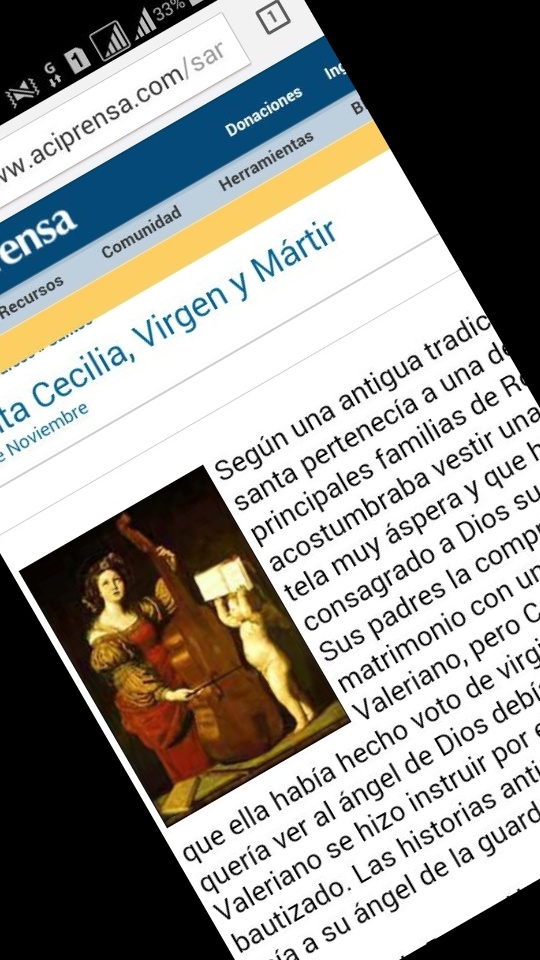 G 1 33% 1
ww.aciprensa.com/sar
Donaciones
rensa
Recursos Comunidad Herramientas B
ta Cecilia, Virgen y Mártir
e Noviembre
Según una antigua tradic
santa pertenecía a una de
principales familias de R
acostumbraba vestir una
tela muy áspera y que h
consagrado a Dios su
Sus padres la compr
matrimonio con un
Valeriano, pero C
que ella había hecho voto de virgi
quería ver al ángel de Dios debí
Valeriano se hizo instruir por e
bautizado. Las historias anti
ía a su ángel de la guard